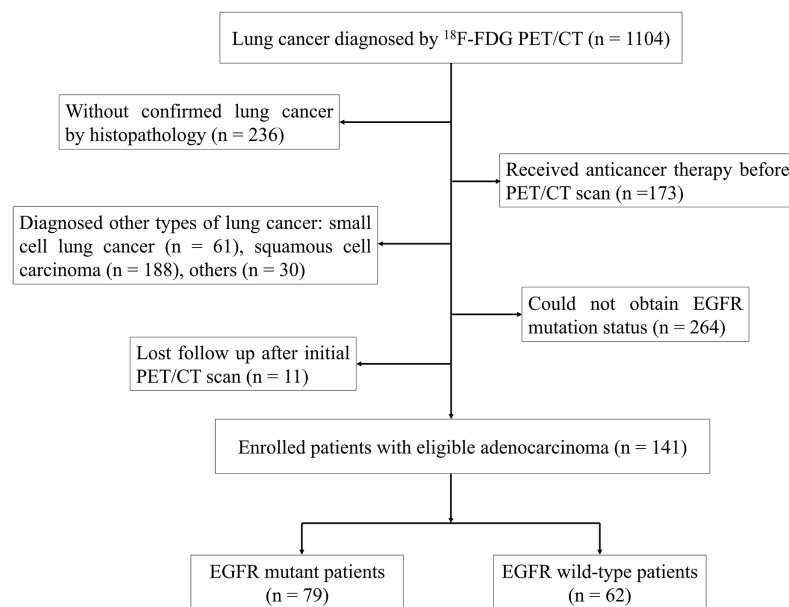 Lung cancer diagnosed by ¹⁸F-FDG PET/CT (n = 1104)
Without confirmed lung cancer
by histopathology (n = 236)
Received anticancer therapy before
PET/CT scan (n =173)
Diagnosed other types of lung cancer: small
cell lung cancer (n = 61), squamous cell
carcinoma (n = 188), others (n = 30)
Could not obtain EGFR
mutation status (n = 264)
Lost follow up after initial
PET/CT scan (n = 11)
Enrolled patients with eligible adenocarcinoma (n = 141)
EGFR mutant patients
(n = 79)
EGFR wild-type patients
(n = 62)